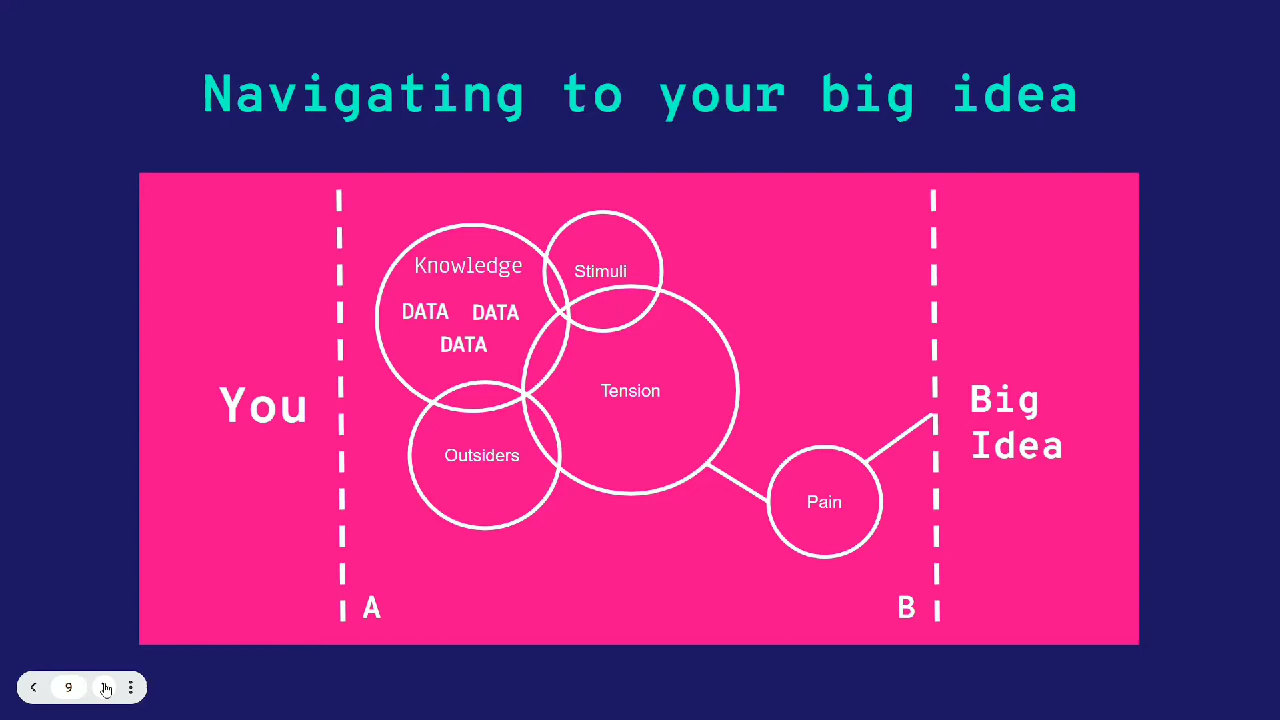 Navigating to your big idea
Knowledge
Stimuli
DATA DATA
DATA
Tension
You
Big
Idea
Outsiders
Pain
A
B
9